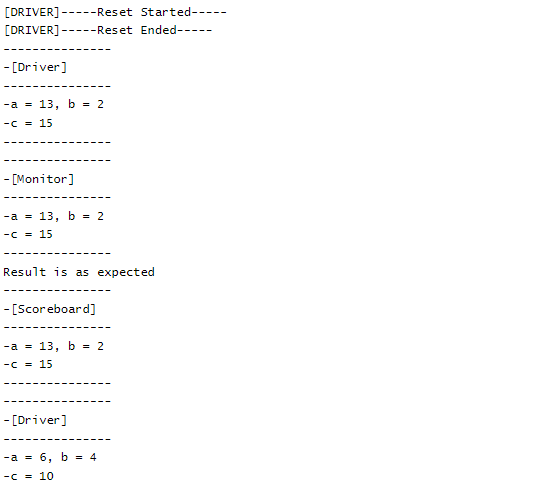 [DRIVER]-----Reset Started-----
[DRIVER]-----Reset Ended-----
---------------
-[Driver]
---------------
-a = 13, b = 2
-c = 15
---------------
---------------
-[Monitor]
---------------
-a = 13, b = 2
-c = 15
---------------
Result is as expected
---------------
-[Scoreboard]
---------------
-a = 13, b = 2
-c = 15
---------------
---------------
-[Driver]
---------------
-a = 6, b = 4
-c = 10